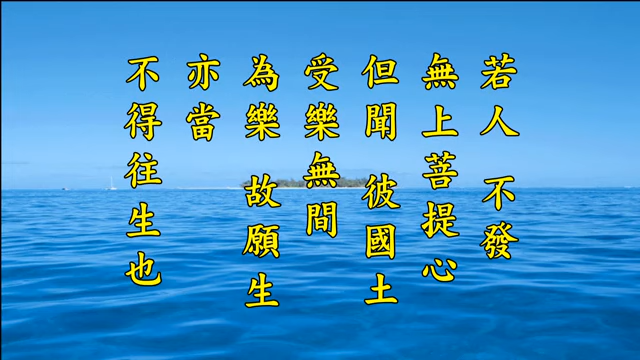 若人 不發
無上菩提心
但聞 彼國土
受樂無間
為樂 故願生
亦當
不得往生也